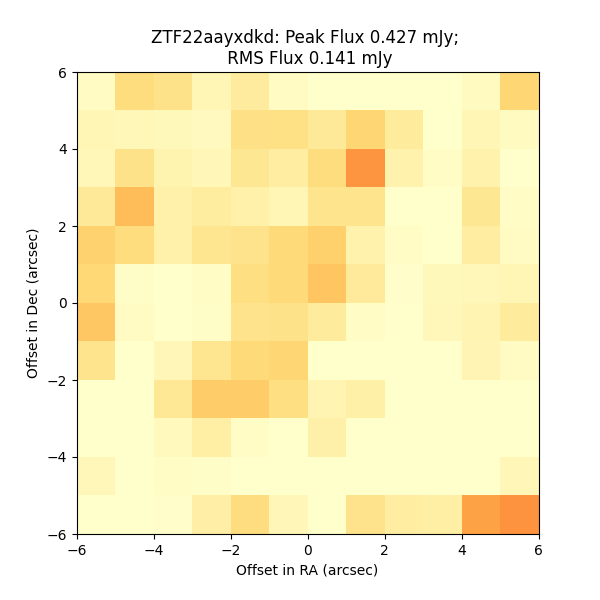 ZTF22aayxdkd: Peak Flux 0.427 mJy;
RMS Flux 0.141 mJy
6
4
2
0
−2
−4
−6
Offset in Dec (arcsec)
−6 −4 −2 0 2 4 6
Offset in RA (arcsec)